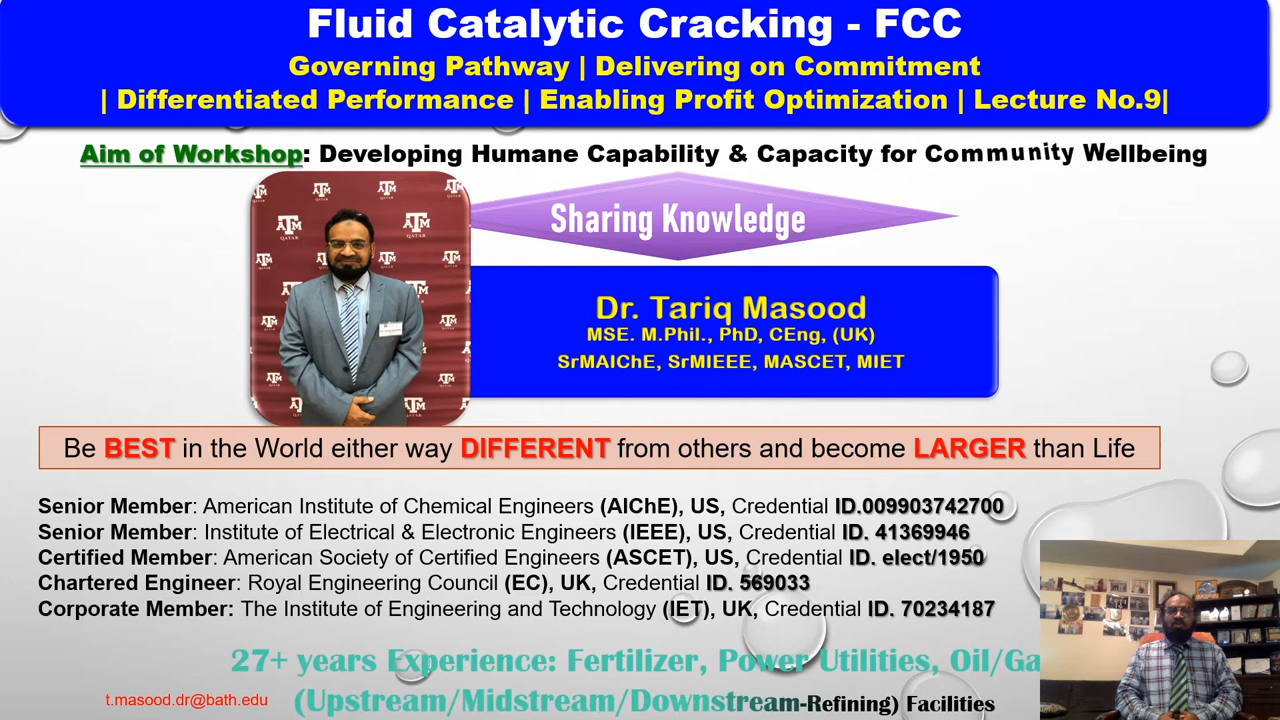 Fluid Catalytic Cracking - FCC
Governing Pathway | Delivering on Commitment
| Differentiated Performance | Enabling Profit Optimization | Lecture No.9|
Aim of Workshop: Developing Humane Capability & Capacity for Community Wellbeing
Sharing Knowledge
ATM
QATAR
Dr. Tariq Masood
MSE. M.Phil., PhD, CEng, (UK)
SrMAIChE, SrMIEEE, MASCET, MIET
Be BEST in the World either way DIFFERENT from others and become LARGER than Life
Senior Member: American Institute of Chemical Engineers (AIChE), US, Credential ID.009903742700
Senior Member: Institute of Electrical & Electronic Engineers (IEEE), US, Credential ID. 41369946
Certified Member: American Society of Certified Engineers (ASCET), US, Credential ID. elect/1950
Chartered Engineer: Royal Engineering Council (EC), UK, Credential ID. 569033
Corporate Member: The Institute of Engineering and Technology (IET), UK, Credential ID. 70234187
27+ years Experience: Fertilizer, Power Utilities, Oil/Ga
(Upstream/Midstream/Downstream-Refining) Facilities
t.masood.dr@bath.edu